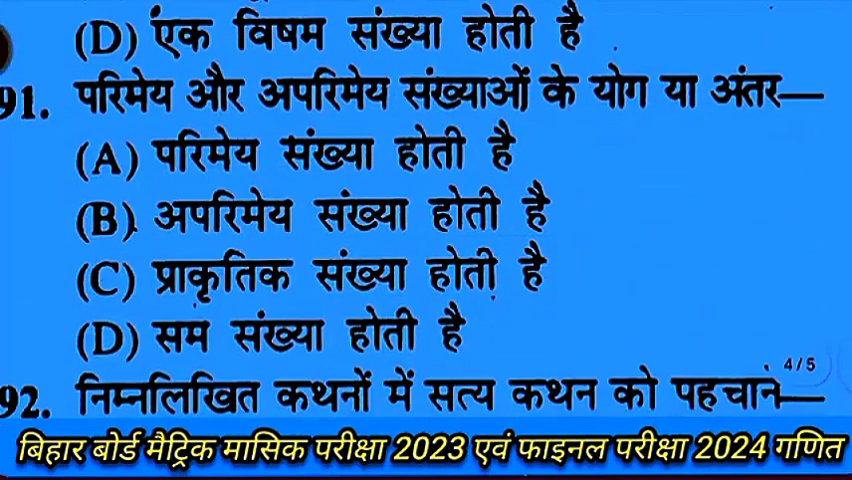 (D) एक विषम संख्या होती है
91. परिमेय और अपरिमेय संख्याओं के योग या अंतर—
(A) परिमेय संख्या होती है
(B) अपरिमेय संख्या होती है
(C) प्राकृतिक संख्या होती है
(D) सम संख्या होती है
4/5
92. निम्नलिखित कथनों में सत्य कथन को पहचानें—
बिहार बोर्ड मैट्रिक मासिक परीक्षा 2023 एवं फाइनल परीक्षा 2024 गणित